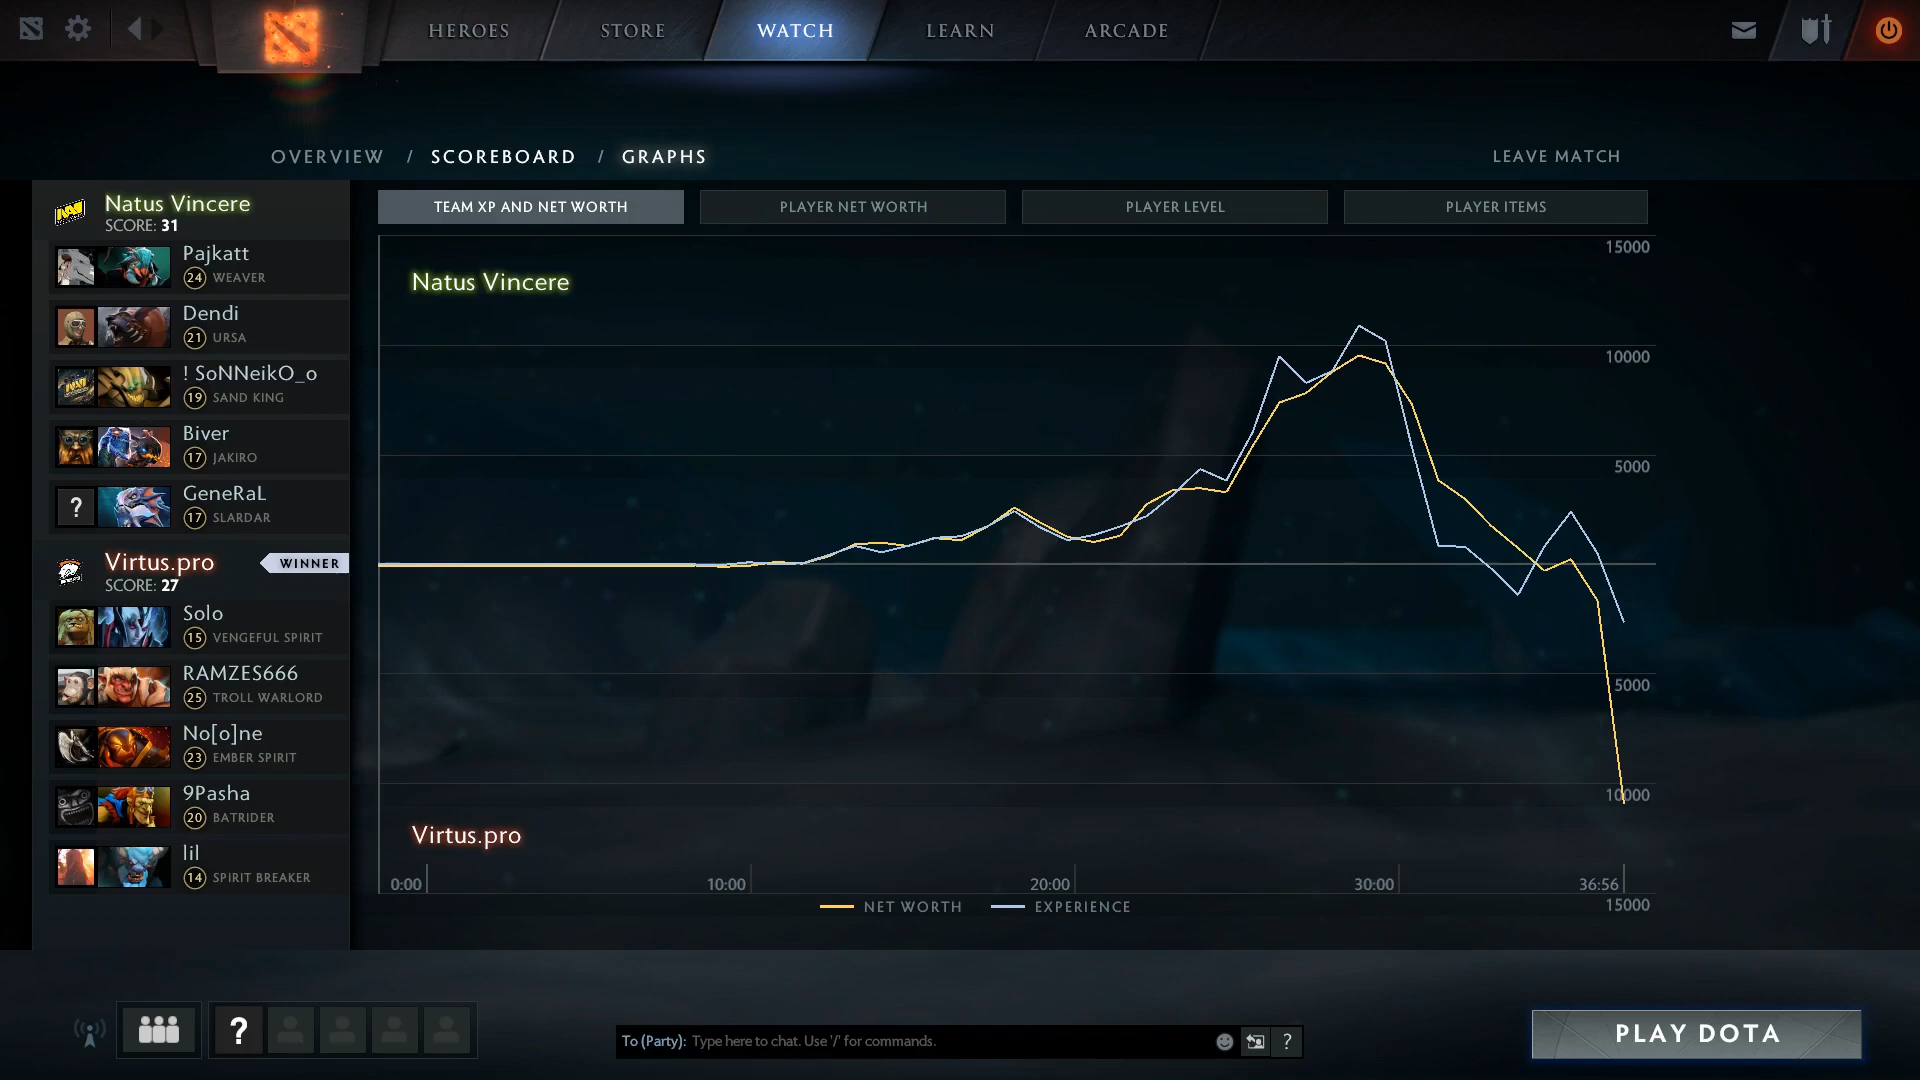 HEROES
STORE
WATCH
LEARN
ARCADE
OVERVIEW / SCOREBOARD / GRAPHS
LEAVE MATCH
Natus Vincere
SCORE: 31
Pajkatt
24 WEAVER
Dendi
21 URSA
! SoNNeikO_o
19 SAND KING
Biver
17 JAKIRO
?
GeneRaL
17 SLARDAR
Virtus.pro
WINNER
SCORE: 27
Solo
15 VENGEFUL SPIRIT
RAMZES666
25 TROLL WARLORD
No[o]ne
23 EMBER SPIRIT
9Pasha
20 BATRIDER
lil
14 SPIRIT BREAKER
TEAM XP AND NET WORTH
PLAYER NET WORTH
PLAYER LEVEL
PLAYER ITEMS
15000
Natus Vincere
10000
5000
5000
10000
Virtus.pro
0:00
10:00
20:00
30:00
36:56
15000
NET WORTH
EXPERIENCE
?
To (Party): Type here to chat. Use '/' for commands.
?
PLAY DOTA